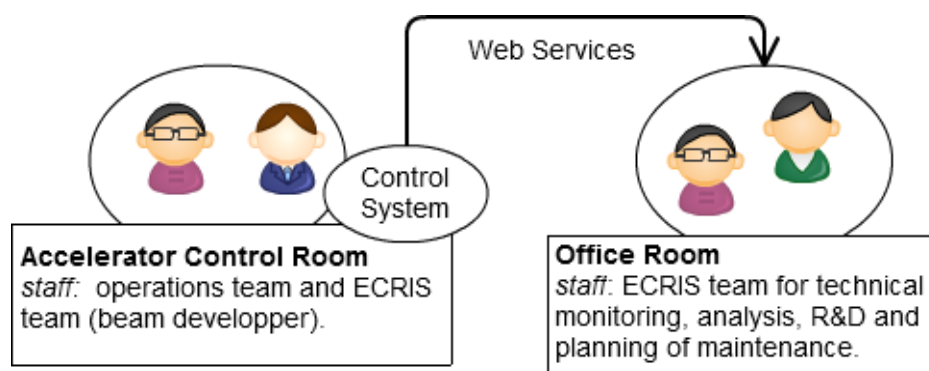 Web Services
Control
System
Accelerator Control Room
staff:  operations team and ECRIS
team (beam developper).
Office Room
staff: ECRIS team for technical
monitoring, analysis, R&D and
planning of maintenance.